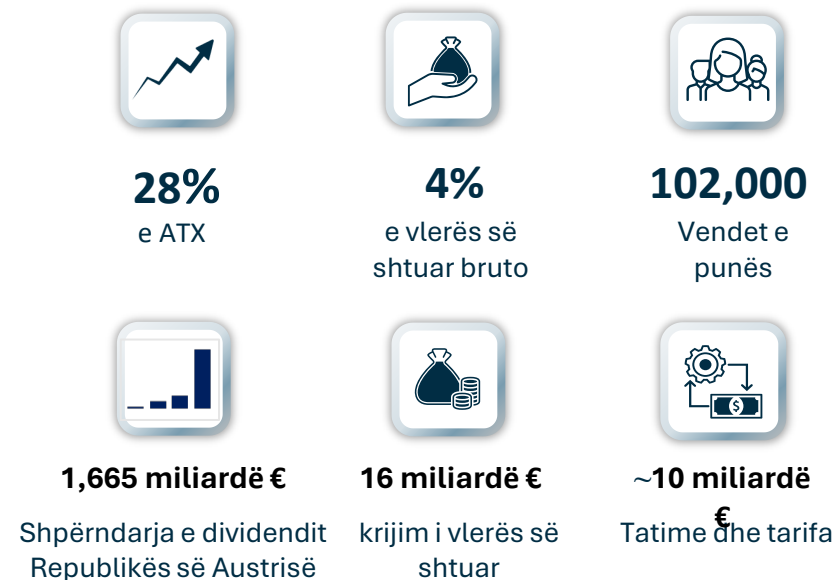 28%
e ATX
4%
e vlerës së
shtuar bruto
102,000
Vendet e
punës
1,665 miliardë €
Shpërndarja e dividendit
Republikës së Austrisë
16 miliardë €
krijim i vlerës së
shtuar
~10 miliardë
€
Tatime dhe tarifa
$